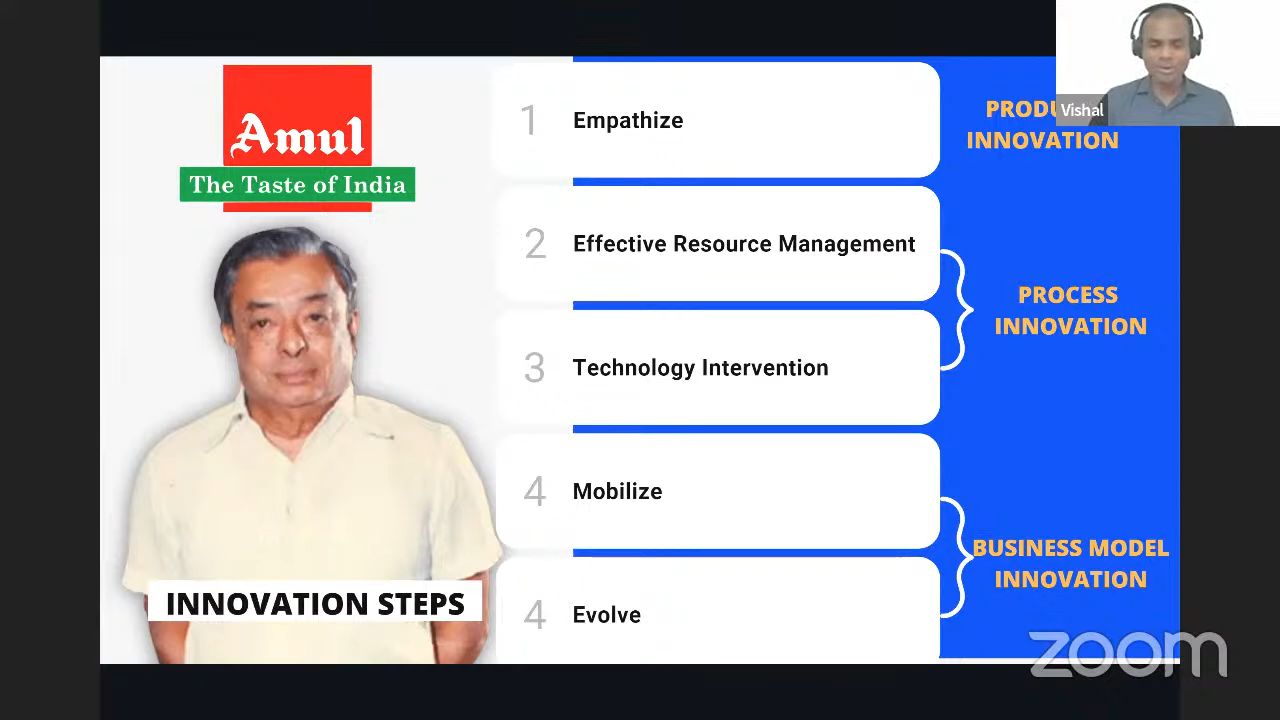 Amul
The Taste of India
INNOVATION STEPS
1 Empathize
2 Effective Resource Management
3 Technology Intervention
4 Mobilize
4 Evolve
PRODU
INNOVATION
PROCESS
INNOVATION
BUSINESS MODEL
INNOVATION
Vishal
zoom